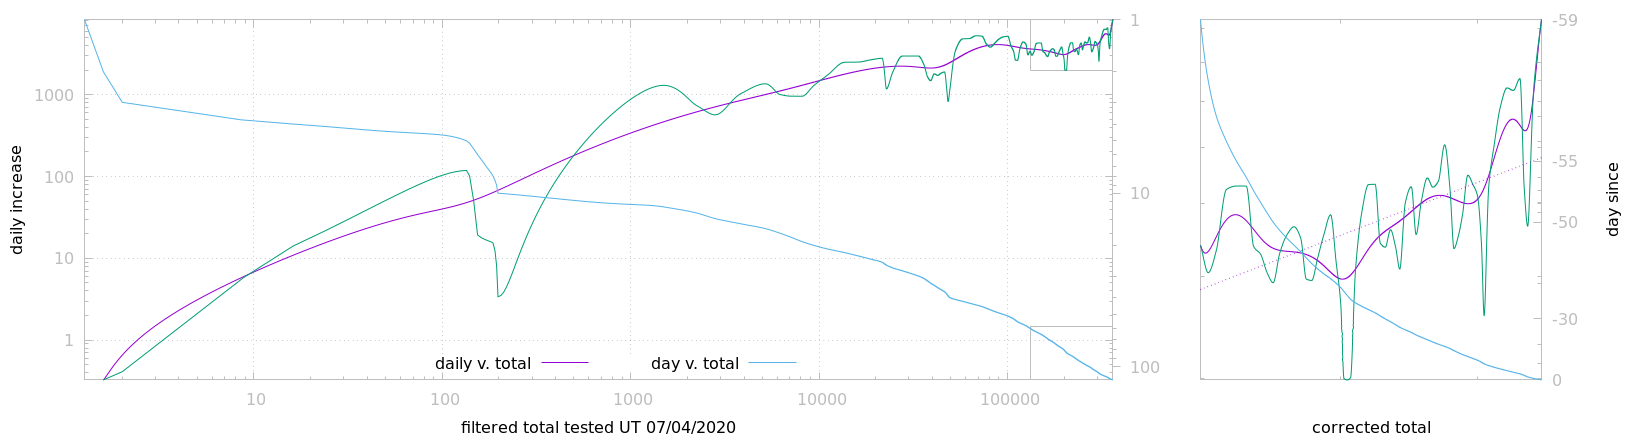 1
-59
1000
-55
100
10
-50
10
-30
1
daily v. total
day v. total
100
0
10
100
1000
10000
100000
daily increase
day since
filtered total tested UT 07/04/2020
corrected total